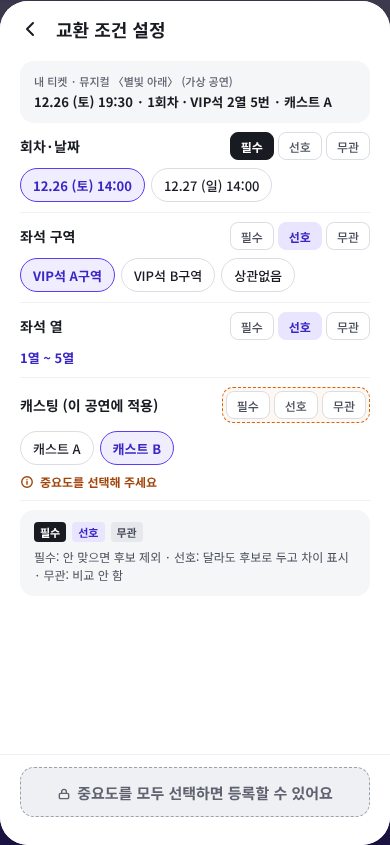 교환 조건 설정
내 티켓 · 뮤지컬 〈별빛 아래〉 (가상 공연)
12.26 (토) 19:30 · 1회차 · VIP석 2열 5번 · 캐스트 A
회차·날짜 필수 선호 무관
12.26 (토) 14:00 12.27 (일) 14:00
좌석 구역 필수 선호 무관
VIP석 A구역 VIP석 B구역 상관없음
좌석 열 필수 선호 무관
1열 ~ 5열
캐스팅 (이 공연에 적용) 필수 선호 무관
캐스트 A 캐스트 B
중요도를 선택해 주세요
필수 선호 무관
필수: 안 맞으면 후보 제외 · 선호: 달라도 후보로 두고 차이 표시
· 무관: 비교 안 함
중요도를 모두 선택하면 등록할 수 있어요